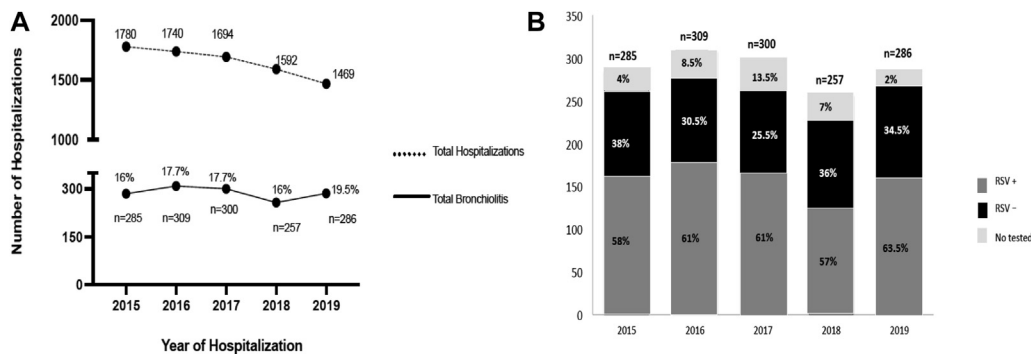 A
Number of Hospitalizations
2000
1500
1000
300
150
0
1780
1740
1694
1592
1469
16%
17.7%
17.7%
16%
19.5%
n=285
n=309
n=300
n=257
n=286
2015
2016
2017
2018
2019
Year of Hospitalization
Total Hospitalizations
Total Bronchiolitis
B
350
300
250
200
150
100
50
0
n=285
n=309
n=300
n=257
n=286
4%
8.5%
13.5%
7%
2%
38%
30.5%
25.5%
36%
34.5%
58%
61%
61%
57%
63.5%
2015
2016
2017
2018
2019
RSV +
RSV –
No tested